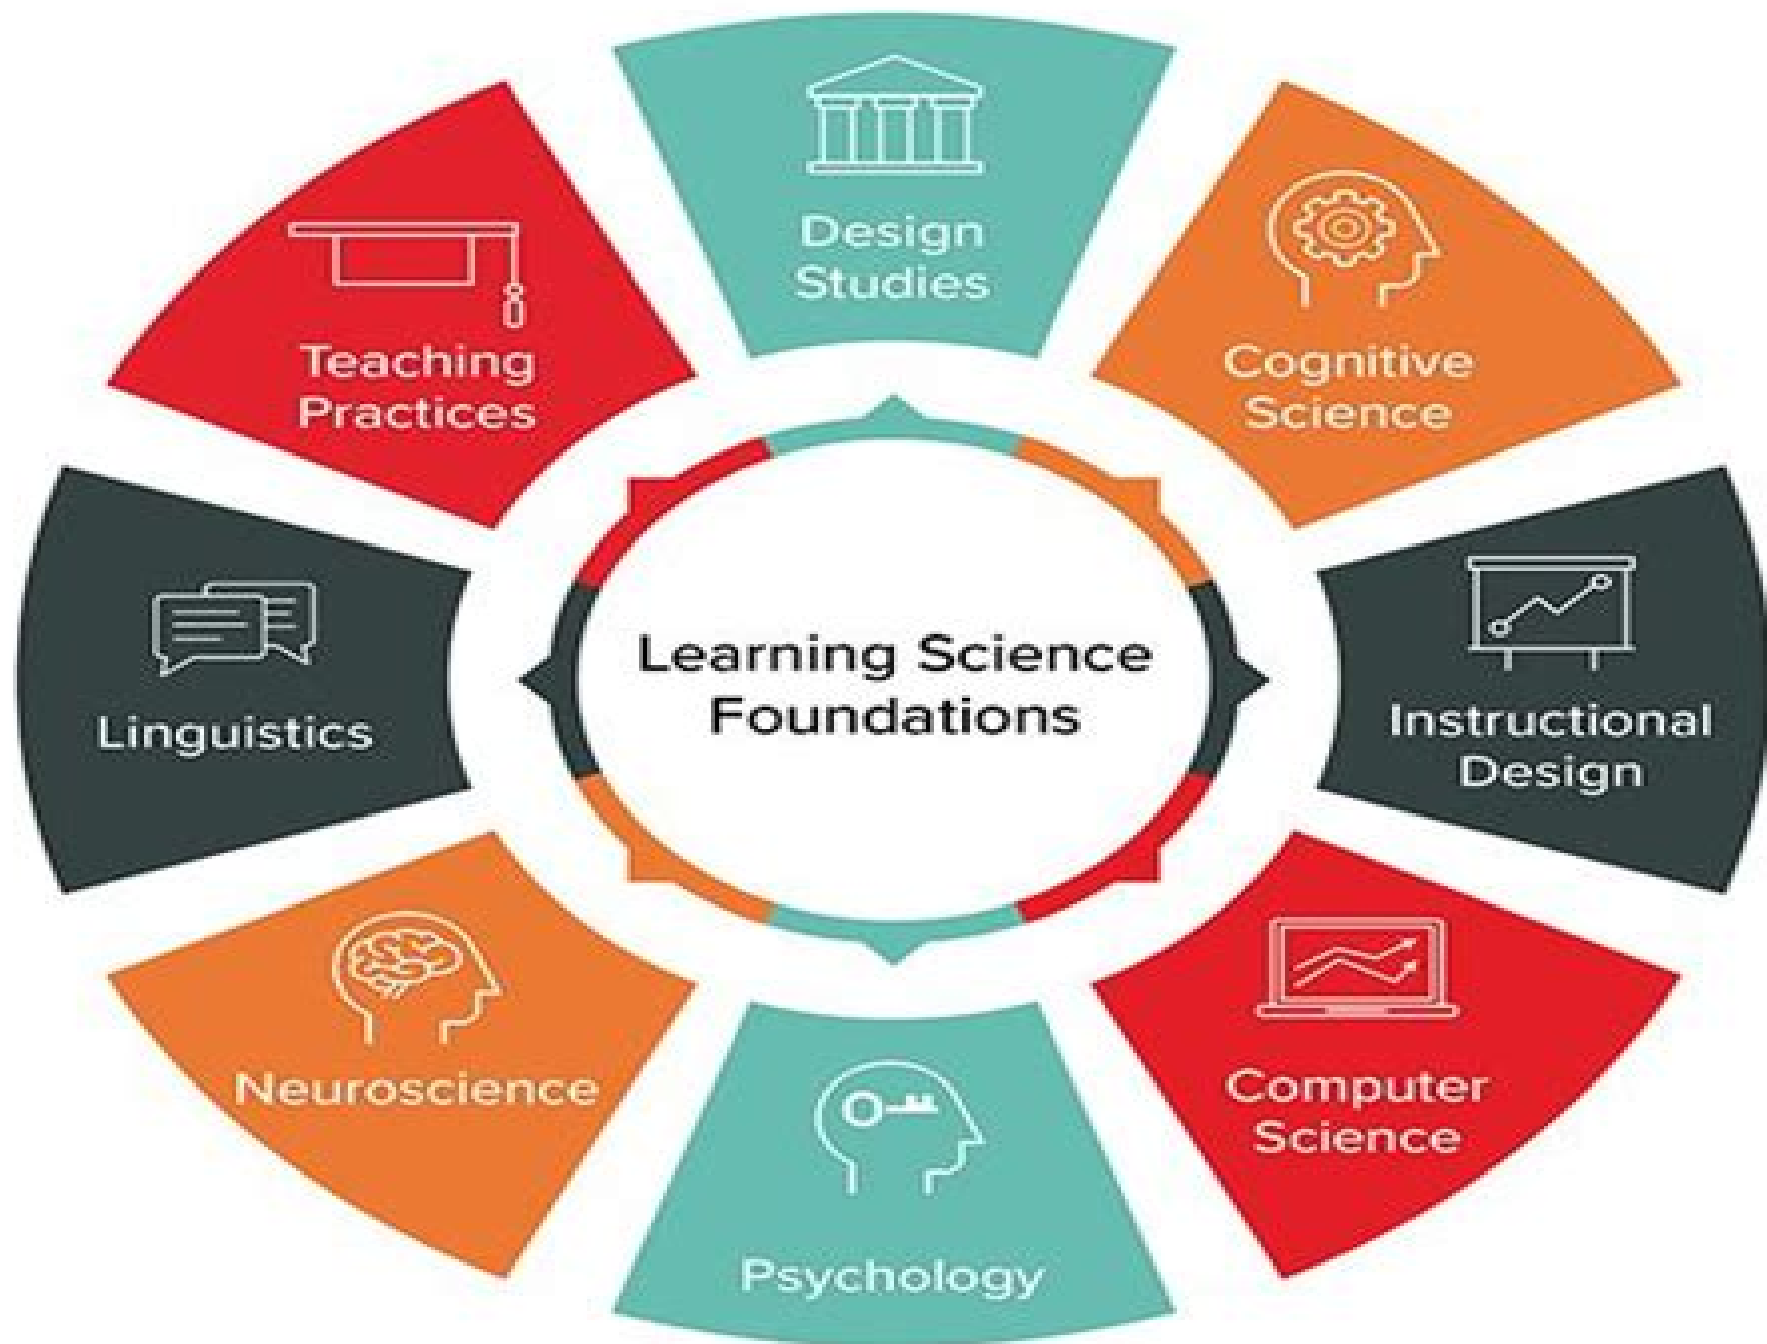 Design
Studies
Cognitive
Science
Instructional
Design
Computer
Science
Psychology
Neuroscience
Linguistics
Teaching
Practices
Learning Science
Foundations